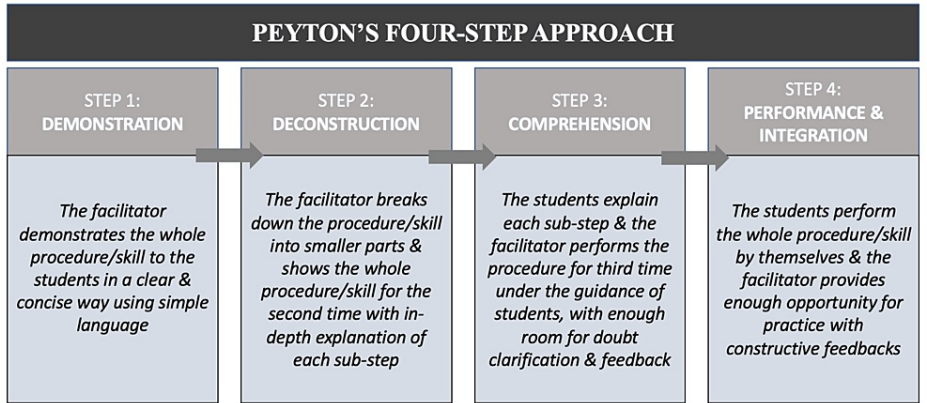 PEYTON'S FOUR-STEP APPROACH
STEP 1:
DEMONSTRATION
The facilitator
demonstrates the whole
procedure/skill to the
students in a clear &
concise way using simple
language
STEP 2:
DECONSTRUCTION
The facilitator breaks
down the procedure/skill
into smaller parts &
shows the whole
procedure/skill for the
second time with in-
depth explanation of
each sub-step
STEP 3:
COMPREHENSION
The students explain
each sub-step & the
facilitator performs the
procedure for third time
under the guidance of
students, with enough
room for doubt
clarification & feedback
STEP 4:
PERFORMANCE &
INTEGRATION
The students perform
the whole procedure/skill
by themselves & the
facilitator provides
enough opportunity for
practice with
constructive feedbacks